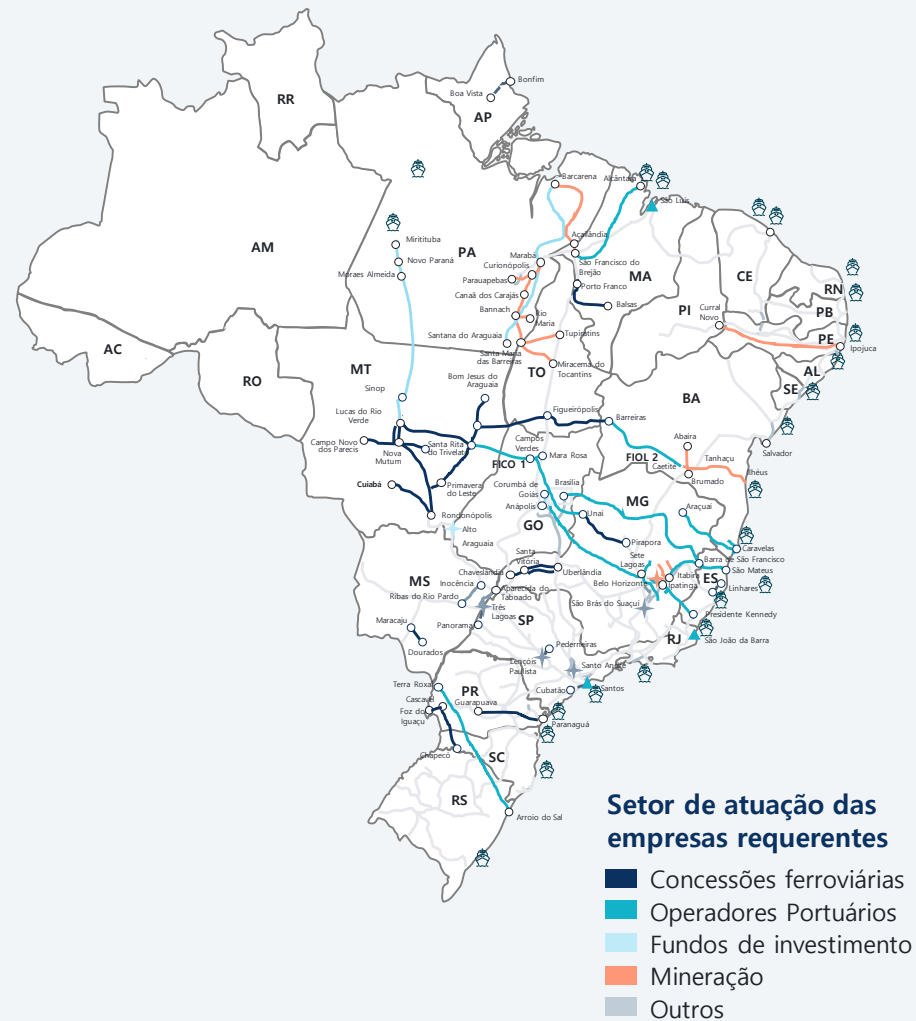 Bonfim
Boa Vista
RR
AP
Barcarena
Alcântara
São Luís
Miritituba
AM
Novo Paraná
PA
Moraes Almeida
Açailândia
Marabá
Curionópolis
São Francisco do
Brejão
Parauapebas
MA
Porto Franco
Canaã dos Carajás
Balsas
Bannach
Rio
Maria
CE
RN
PB
PI
Curral
Novo
PE
Ipojuca
Santana do Araguaia
Tupiratins
Santa Maria
das Barreiras
AC
RO
MT
TO
Miracema do
Tocantins
AL
SE
Bom Jesus do
Araguaia
Sinop
BA
Lucas do Rio
Verde
Figueirópolis
Barreiras
Campo Novo
dos Parecis
Nova
Mutum
Santa Rita
do Trivelato
Campos
Verdes
Mara Rosa
FICO 1
FIOL 2
Abaira
Tanhaçu
Caetité
Brumado
Ilhéus
Salvador
Cuiabá
Primavera
do Leste
Corumbá de
Goiás
Brasília
Anápolis
MG
Araçuaí
Rondonópolis
Unaí
GO
Alto
Araguaia
Pirapora
Caravelas
Santa
Vitória
Sete
Lagoas
Barra de São Francisco
São Mateus
Chaveslândia
Uberlândia
Belo Horizonte
Itabira
Ipatinga
ES
Linhares
MS
Inocência
Aparecida do
Taboado
Ribas do Rio Pardo
Três
Lagoas
São Brás do Suaçuí
Presidente Kennedy
Maracaju
Panorama
SP
RJ
São João da Barra
Dourados
Pederneiras
Lençóis
Paulista
Santo André
Terra Roxal
Cubatão
Santos
Cascavel
PR
Guarapuava
Foz do
Iguaçu
Paranaguá
Chapecó
SC
RS
Arroio do Sal
Setor de atuação das
empresas requerentes
Concessões ferroviárias
Operadores Portuários
Fundos de investimento
Mineração
Outros